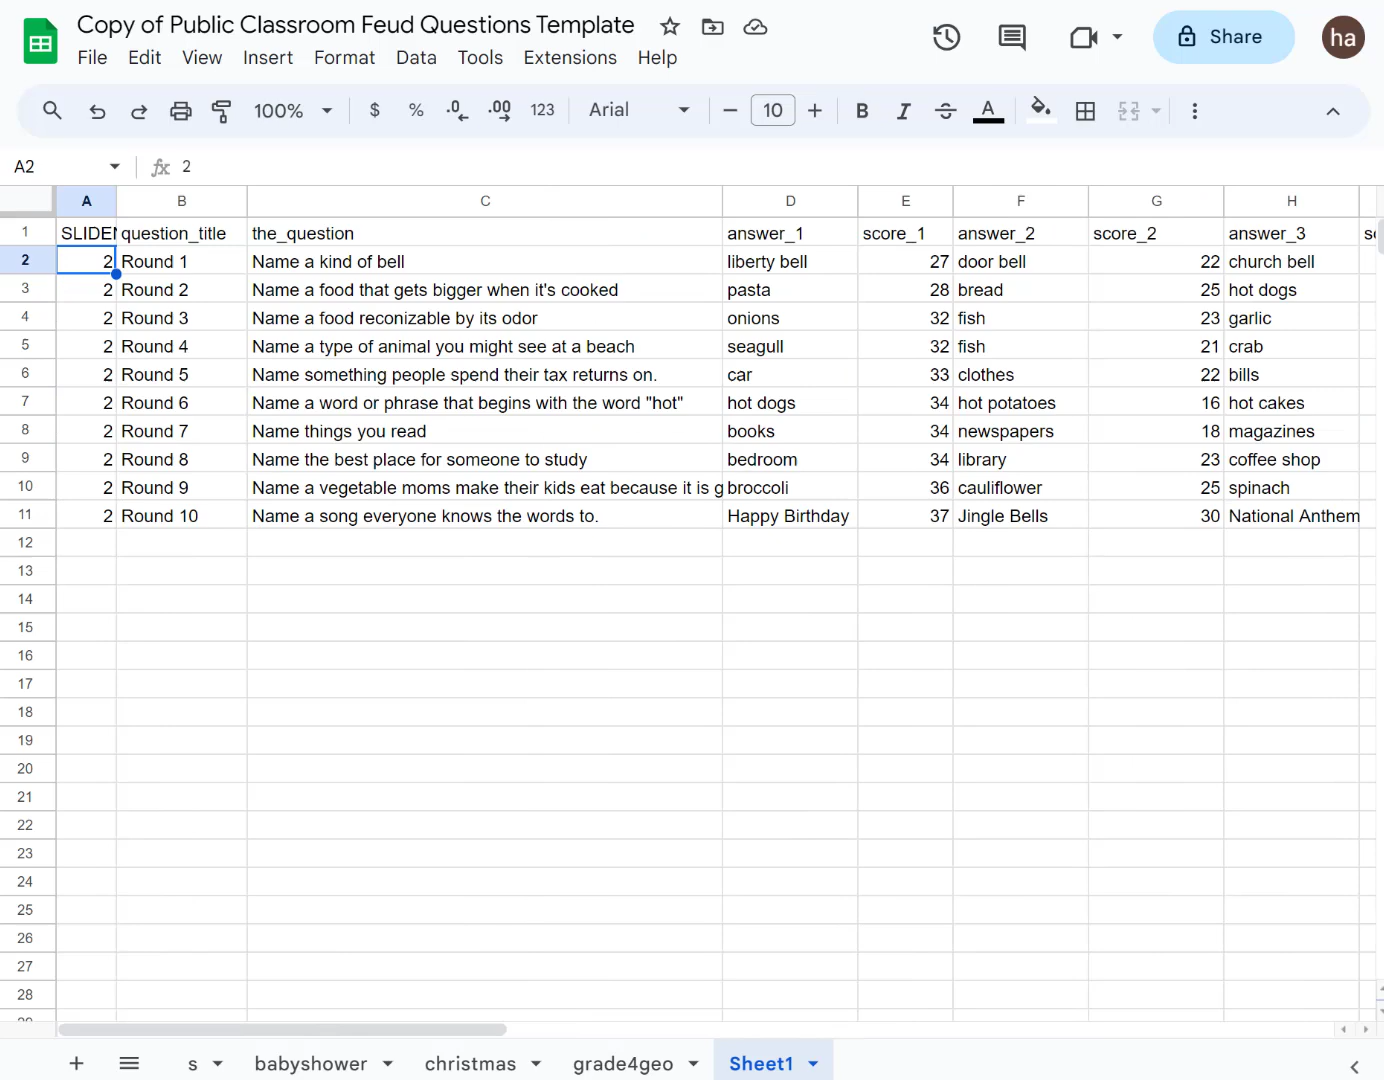 Copy of Public Classroom Feud Questions Template
File Edit View Insert Format Data Tools Extensions Help
Share ha
100% $ % .0 .00 123 Arial − 10 + B I S A
A2 fx 2
A B C D E F G H
1 question_title the_question answer_1 score_1 answer_2 score_2 answer_3
2 2 Round 1 Name a kind of bell liberty bell 27 door bell 22 church bell
3 2 Round 2 Name a food that gets bigger when it's cooked pasta 28 bread 25 hot dogs
4 2 Round 3 Name a food reconizable by its odor onions 32 fish 23 garlic
5 2 Round 4 Name a type of animal you might see at a beach seagull 32 fish 21 crab
6 2 Round 5 Name something people spend their tax returns on. car 33 clothes 22 bills
7 2 Round 6 Name a word or phrase that begins with the word "hot" hot dogs 34 hot potatoes 16 hot cakes
8 2 Round 7 Name things you read books 34 newspapers 18 magazines
9 2 Round 8 Name the best place for someone to study bedroom 34 library 23 coffee shop
10 2 Round 9 Name a vegetable moms make their kids eat because it is g broccoli 36 cauliflower 25 spinach
11 2 Round 10 Name a song everyone knows the words to. Happy Birthday 37 Jingle Bells 30 National Anthem
12
13
14
15
16
17
18
19
20
21
22
23
24
25
26
27
28
+ s babyshower christmas grade4geo Sheet1